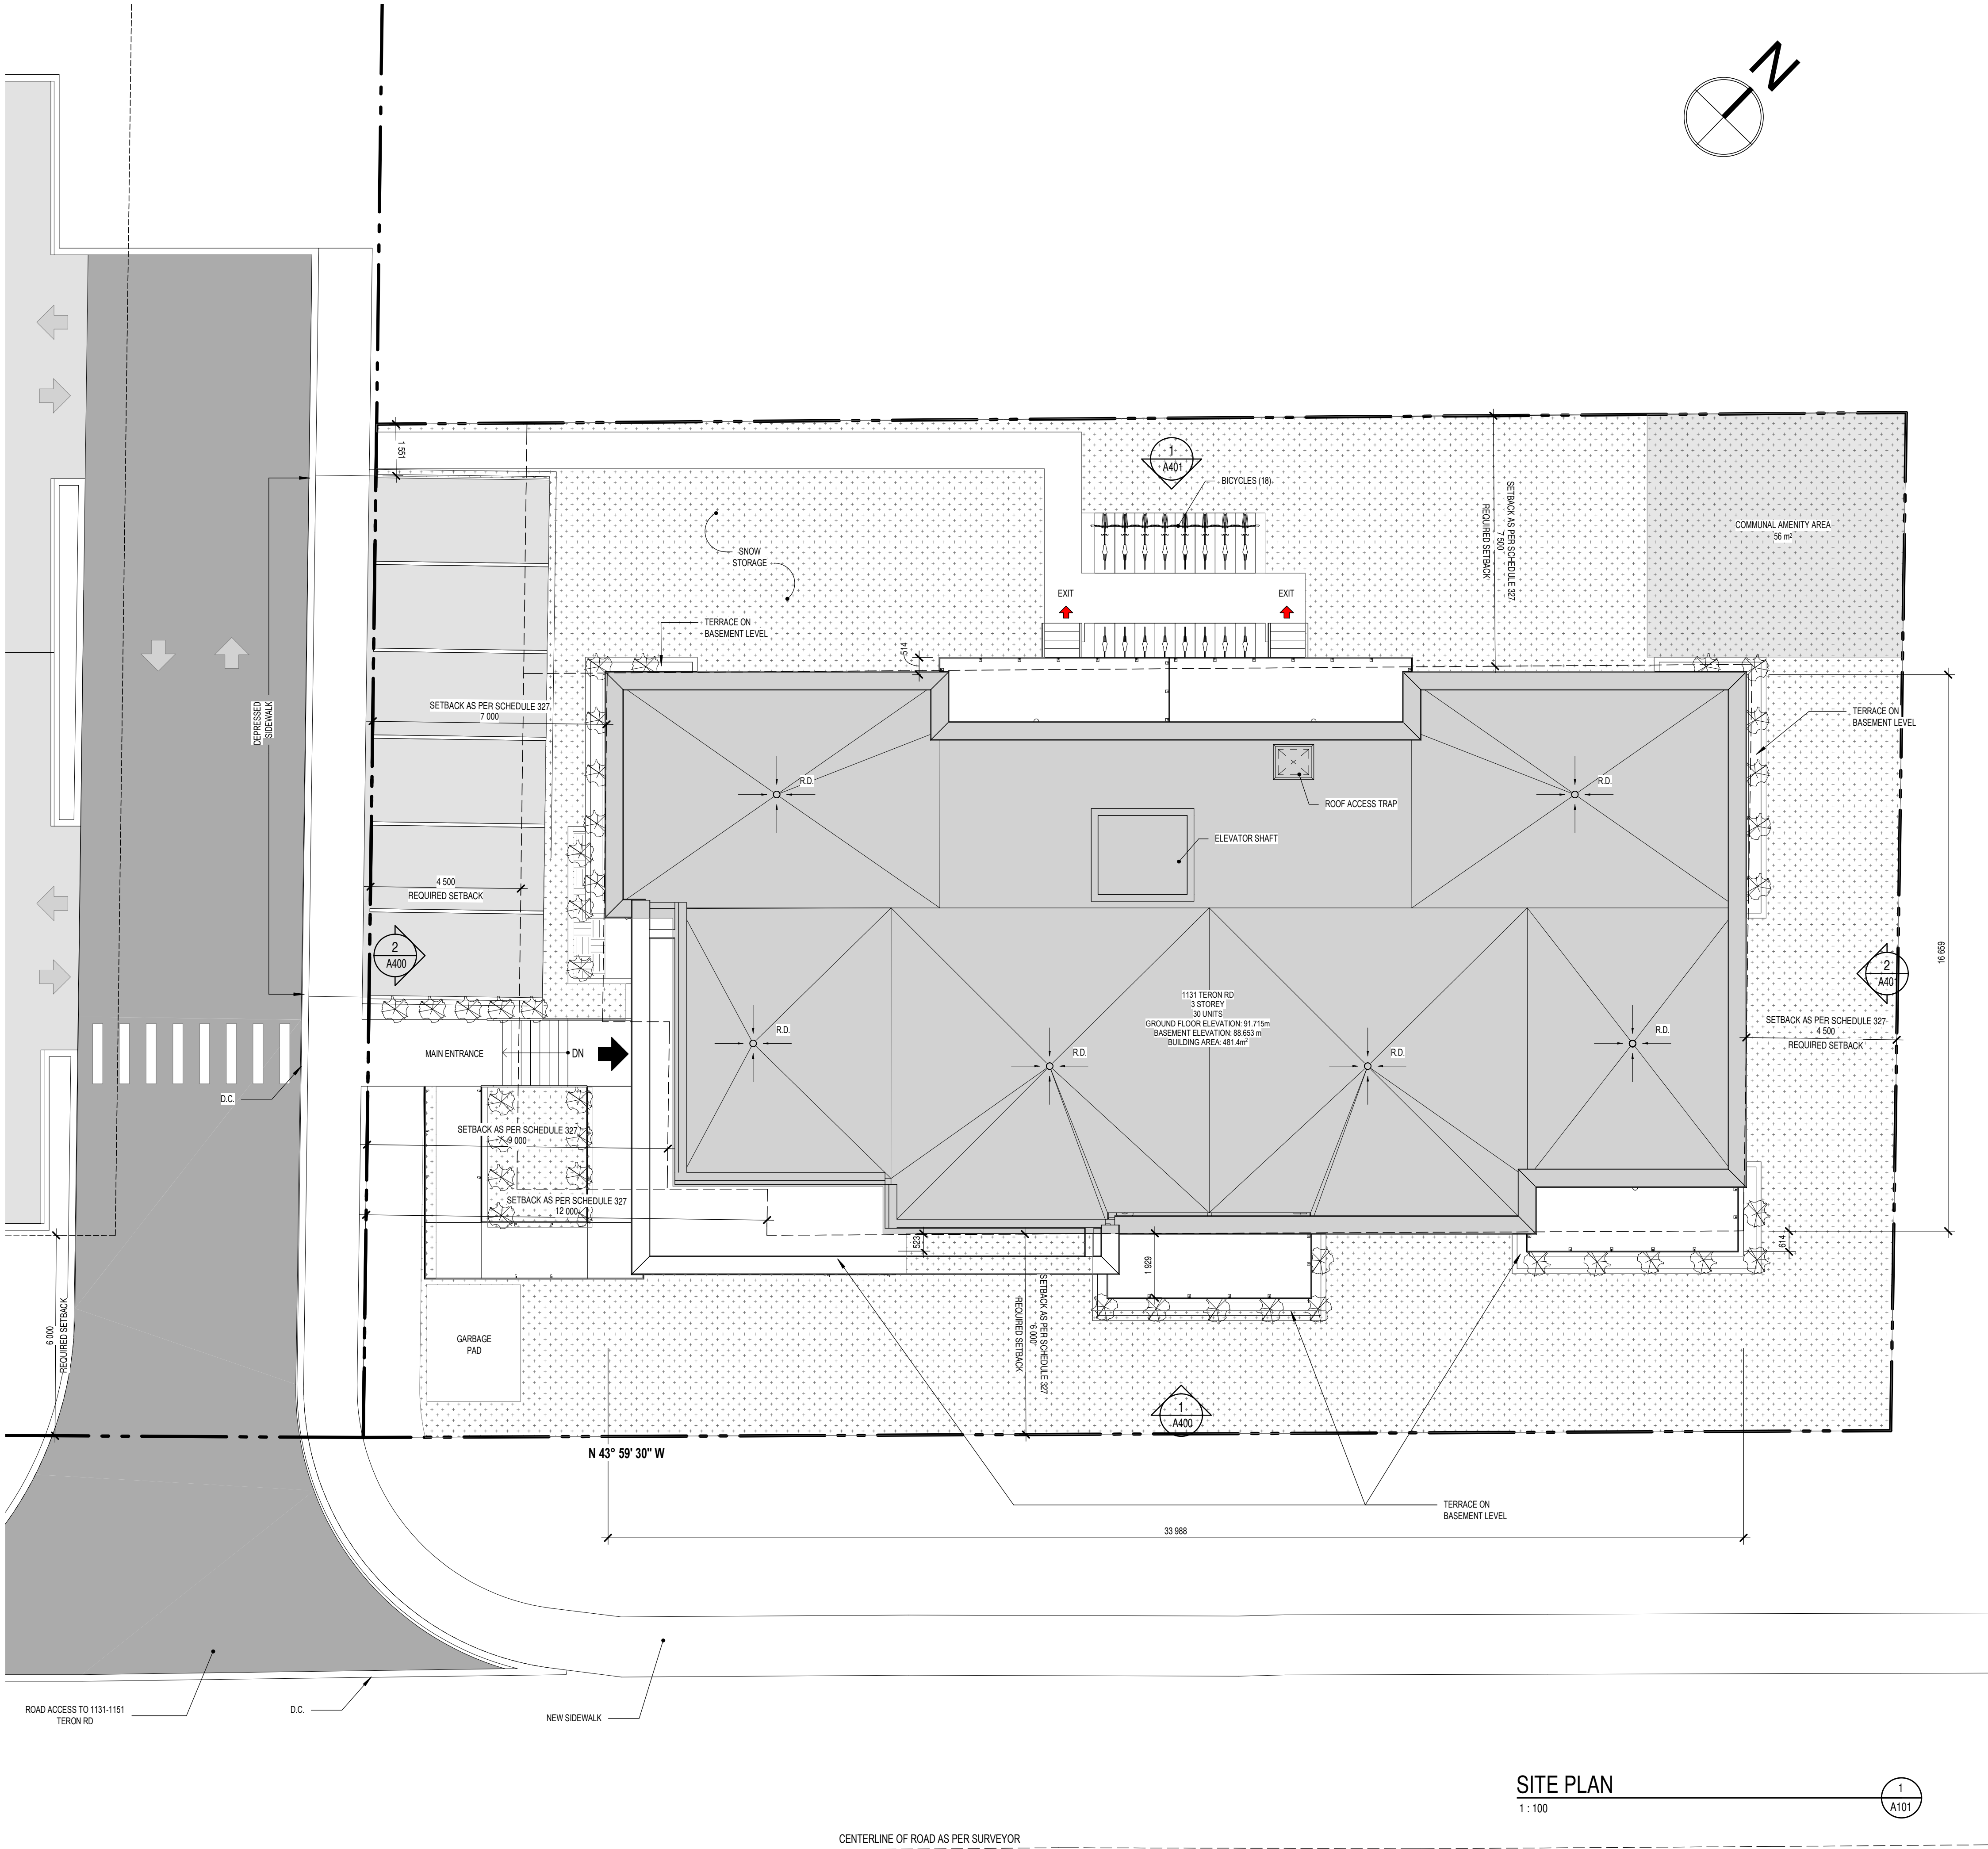 N
1 551
1
A401
BICYCLES (18)
SETBACK AS PER SCHEDULE 327
7 500
REQUIRED SETBACK
COMMUNAL AMENITY AREA
56 m²
SNOW
STORAGE
EXIT
EXIT
TERRACE ON
BASEMENT LEVEL
514
SETBACK AS PER SCHEDULE 327
7 000
DEPRESSED
SIDEWALK
TERRACE ON
BASEMENT LEVEL
R.D.
R.D.
ROOF ACCESS TRAP
ELEVATOR SHAFT
4 500
REQUIRED SETBACK
2
A400
2
A401
16 659
1131 TERON RD
3 STOREY
30 UNITS
GROUND FLOOR ELEVATION: 91.715m
BASEMENT ELEVATION: 88.653 m
BUILDING AREA: 481.4m²
SETBACK AS PER SCHEDULE 327
4 500
REQUIRED SETBACK
MAIN ENTRANCE
DN
R.D.
R.D.
R.D.
R.D.
D.C.
SETBACK AS PER SCHEDULE 327
9 000
SETBACK AS PER SCHEDULE 327
12 000
523
1 929
614
SETBACK AS PER SCHEDULE 327
6 000
REQUIRED SETBACK
6 000
REQUIRED SETBACK
GARBAGE
PAD
1
A400
N 43° 59' 30" W
TERRACE ON
BASEMENT LEVEL
33 988
ROAD ACCESS TO 1131-1151
TERON RD
D.C.
NEW SIDEWALK
SITE PLAN
1 : 100
1
A101
CENTERLINE OF ROAD AS PER SURVEYOR